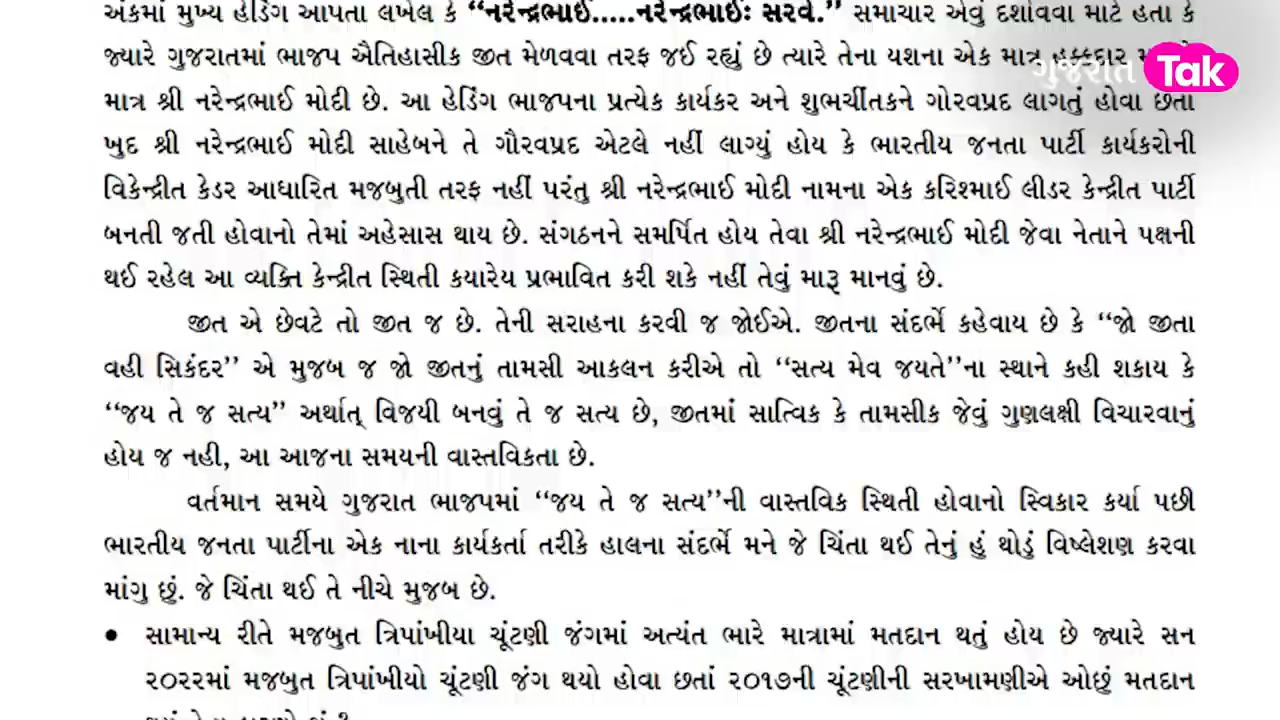 અંકમાં મુખ્ય હેડિંગ આપતા લખેલ કે “નરેન્દ્રભાઈ.....નરેન્દ્રભાઈઃ સરવે.” સમાચાર એવું દર્શાવવા માટે હતા કે
જ્યારે ગુજરાતમાં ભાજપ ઐતિહાસીક જીત મેળવવા તરફ જઈ રહ્યું છે ત્યારે તેના યશના એક માત્ર હક્કદાર
ગુજરાત Tak
માત્ર શ્રી નરેન્દ્રભાઈ મોદી છે. આ હેડિંગ ભાજપના પ્રત્યેક કાર્યકર અને શુભચીંતકને ગોરવપ્રદ લાગતું હોવા છતાં
ખુદ શ્રી નરેન્દ્રભાઈ મોદી સાહેબને તે ગૌરવપ્રદ એટલે નહીં લાગ્યું હોય કે ભારતીય જનતા પાર્ટી કાર્યકરોની
વિકેન્દ્રીત કેડર આધારિત મજબુતી તરફ નહીં પરંતુ શ્રી નરેન્દ્રભાઈ મોદી નામના એક કરિશ્માઈ લીડર કેન્દ્રીત પાર્ટી
બનતી જતી હોવાનો તેમાં અહેસાસ થાય છે. સંગઠનને સમર્પિત હોય તેવા શ્રી નરેન્દ્રભાઈ મોદી જેવા નેતાને પક્ષની
થઈ રહેલ આ વ્યક્તિ કેન્દ્રીત સ્થિતી કયારેય પ્રભાવિત કરી શકે નહીં તેવું મારૂ માનવું છે.
જીત એ છેવટે તો જીત જ છે. તેની સરાહના કરવી જ જોઈએ. જીતના સંદર્ભે કહેવાય છે કે “જો જીતા
વહી સિકંદર” એ મુજબ જ જો જીતનું તામસી આકલન કરીએ તો “સત્ય મેવ જયતે”ના સ્થાને કહી શકાય કે
“જય તે જ સત્ય” અર્થાત્ વિજયી બનવું તે જ સત્ય છે, જીતમાં સાત્વિક કે તામસીક જેવું ગુણલક્ષી વિચારવાનું
હોય જ નહી, આ આજના સમયની વાસ્તવિકતા છે.
વર્તમાન સમયે ગુજરાત ભાજપમાં “જય તે જ સત્ય”ની વાસ્તવિક સ્થિતી હોવાનો સ્વિકાર કર્યા પછી
ભારતીય જનતા પાર્ટીના એક નાના કાર્યકર્તા તરીકે હાલના સંદર્ભે મને જે ચિંતા થઈ તેનું હું થોડું વિષ્લેશણ કરવા
માંગુ છું. જે ચિંતા થઈ તે નીચે મુજબ છે.
• સામાન્ય રીતે મજબુત ત્રિપાંખીયા ચૂંટણી જંગમાં અત્યંત ભારે માત્રામાં મતદાન થતું હોય છે જ્યારે સન
૨૦૨૨માં મજબુત ત્રિપાંખીયો ચૂંટણી જંગ થયો હોવા છતાં ૨૦૧૭ની ચૂંટણીની સરખામણીએ ઓછું મતદાન